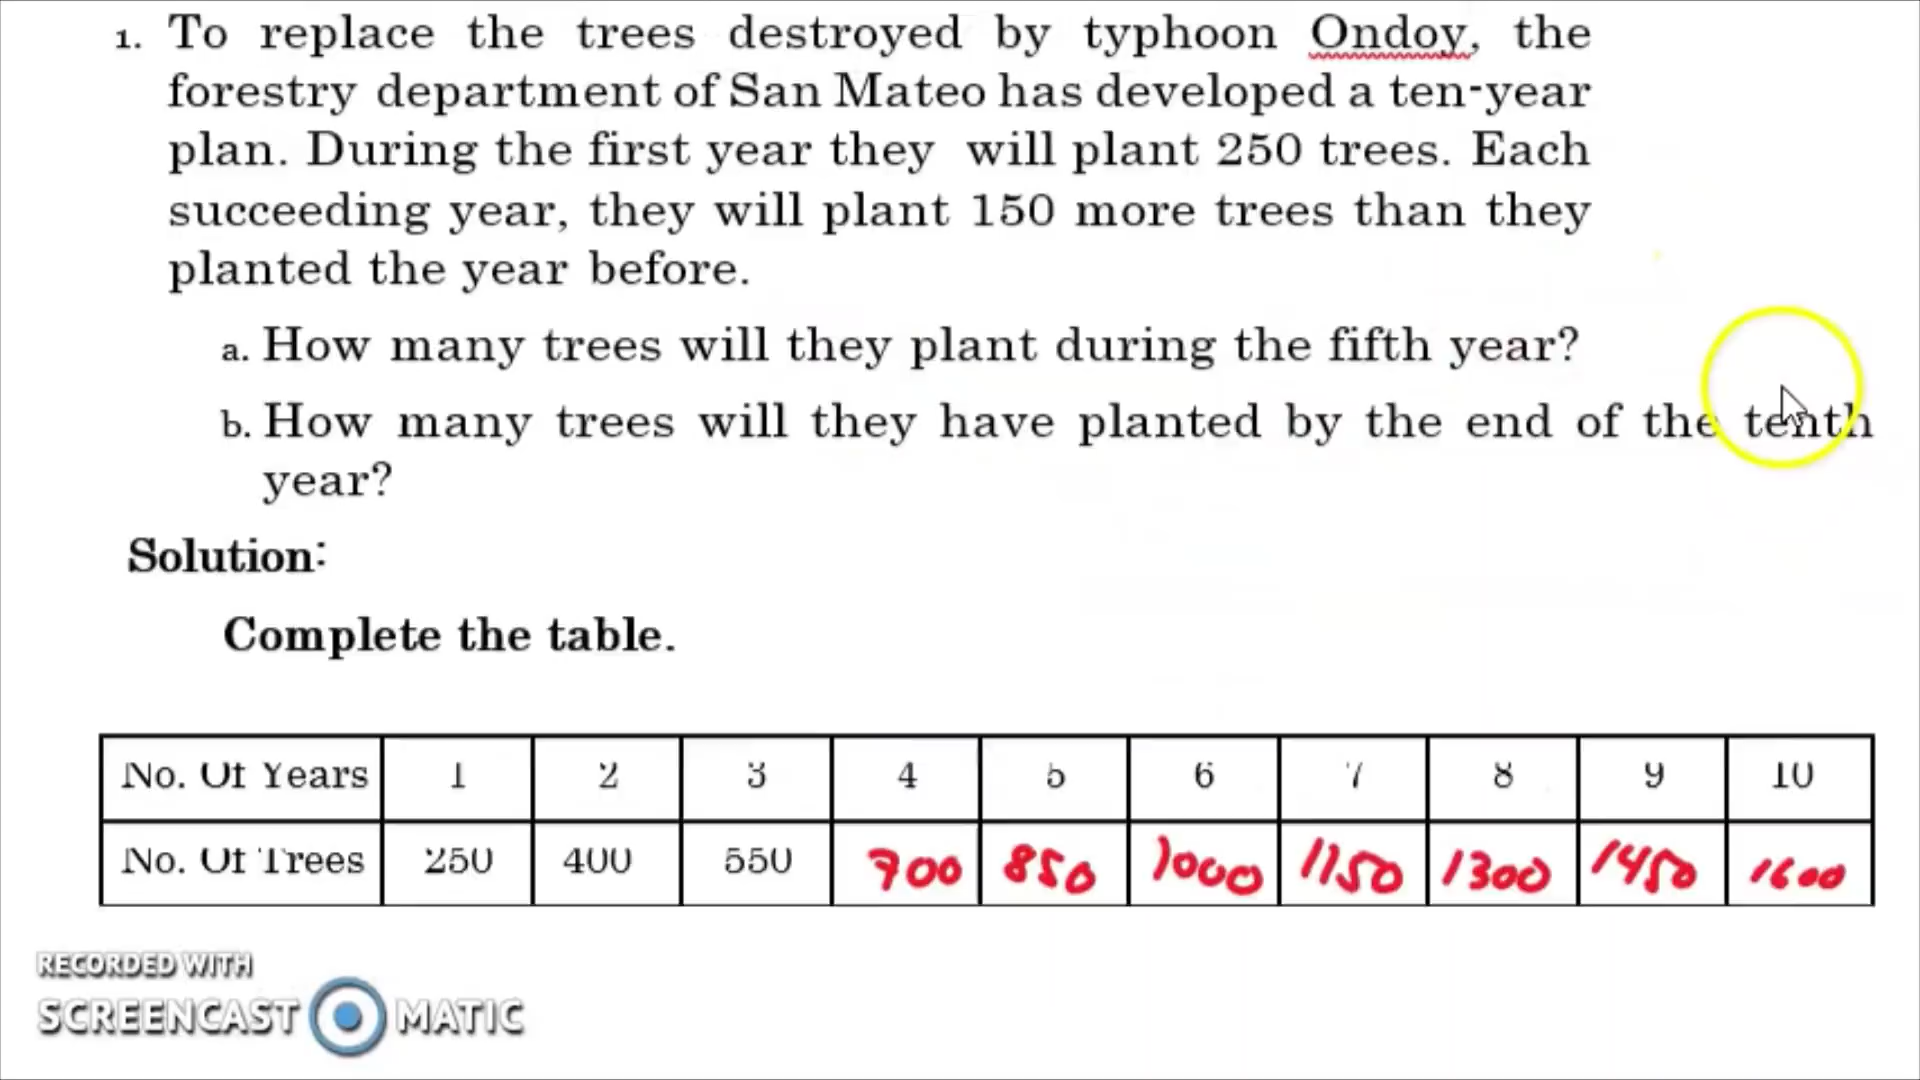 1. To replace the trees destroyed by typhoon Ondoy, the
forestry department of San Mateo has developed a ten-year
plan. During the first year they will plant 250 trees. Each
succeeding year, they will plant 150 more trees than they
planted the year before.
a. How many trees will they plant during the fifth year?
b. How many trees will they have planted by the end of the tenth
year?
Solution:
Complete the table.
No. Of Years 1 2 3 4 5 6 7 8 9 10
No. Of Trees 250 400 550 700 850 1000 1150 1300 1450 1600
RECORDED WITH
SCREENCAST MATIC